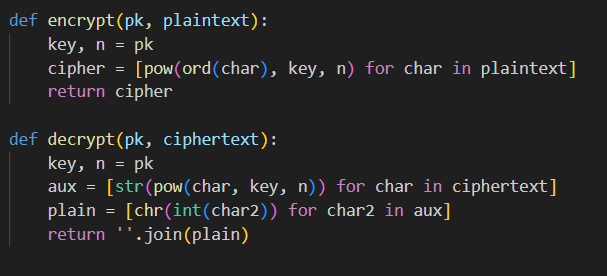 def encrypt(pk, plaintext):
    key, n = pk
    cipher = [pow(ord(char), key, n) for char in plaintext]
    return cipher

def decrypt(pk, ciphertext):
    key, n = pk
    aux = [str(pow(char, key, n)) for char in ciphertext]
    plain = [chr(int(char2)) for char2 in aux]
    return ''.join(plain)